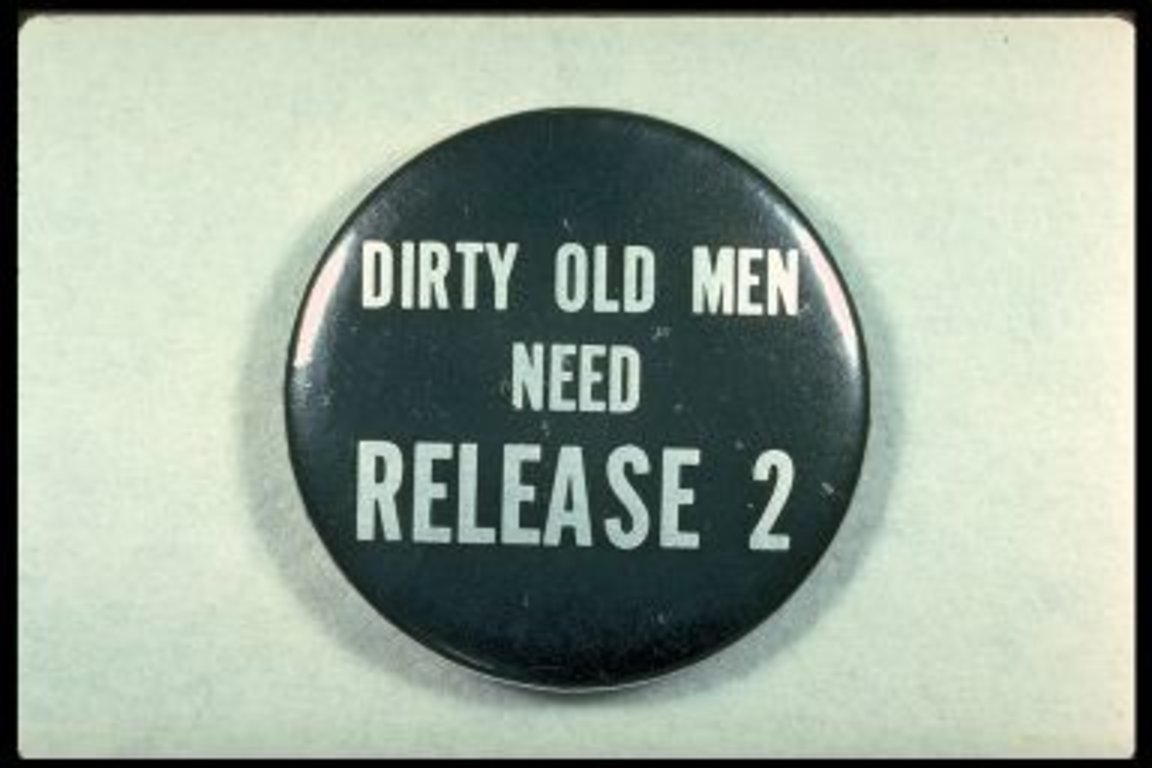 DIRTY OLD MEN
NEED
RELEASE 2